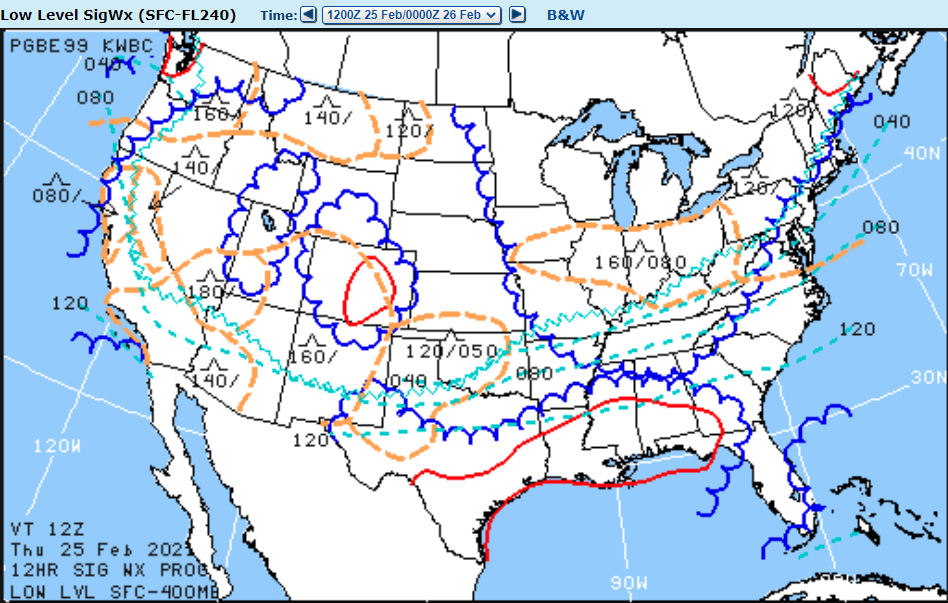 Low Level SigWx (SFC-FL240) Time: 1200Z 25 Feb/0000Z 26 Feb B&W
PGBE99 KWBC
040
080
160/
140/
120/
120/
040
40N
140/
120/
080/
080
160/080
70W
180/
120
120
160/
120/050
140/
040
080
30N
120
120W
VT 12Z
Thu 25 Feb 202
12HR SIG WX PROG
LOW LVL SFC-400MB
90W